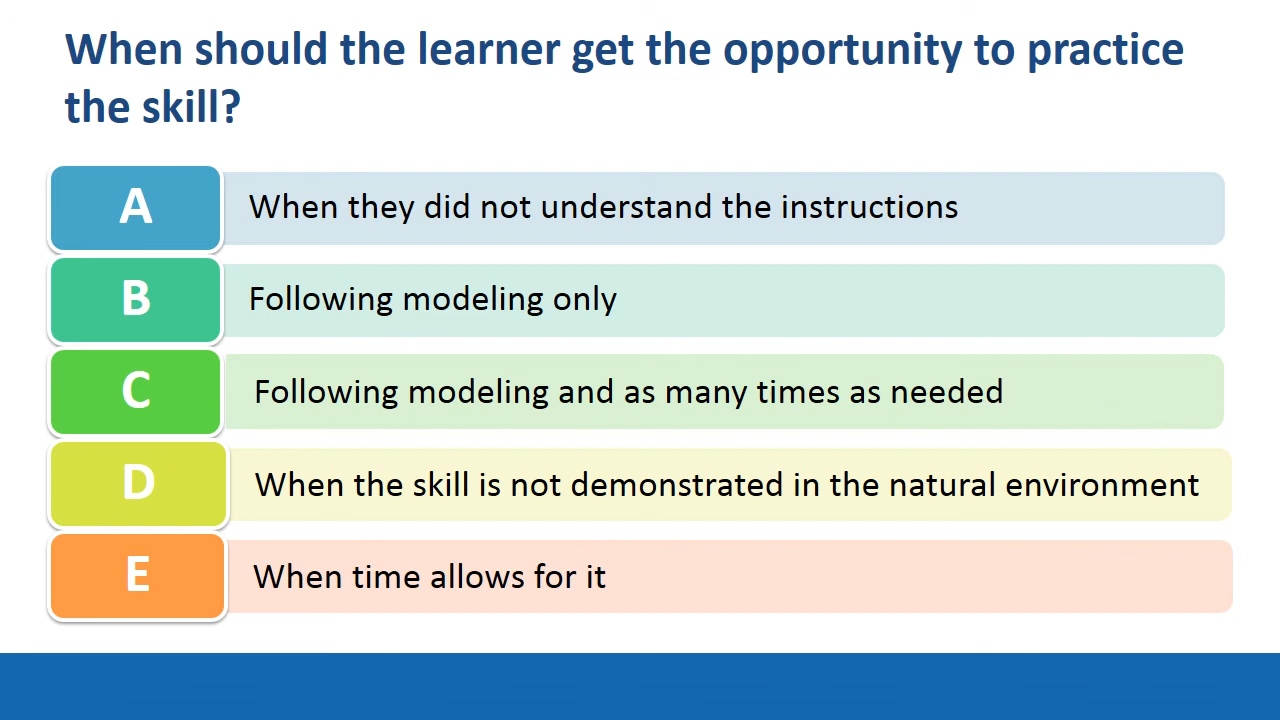 When should the learner get the opportunity to practice
the skill?
A
When they did not understand the instructions
B
Following modeling only
C
Following modeling and as many times as needed
D
When the skill is not demonstrated in the natural environment
E
When time allows for it